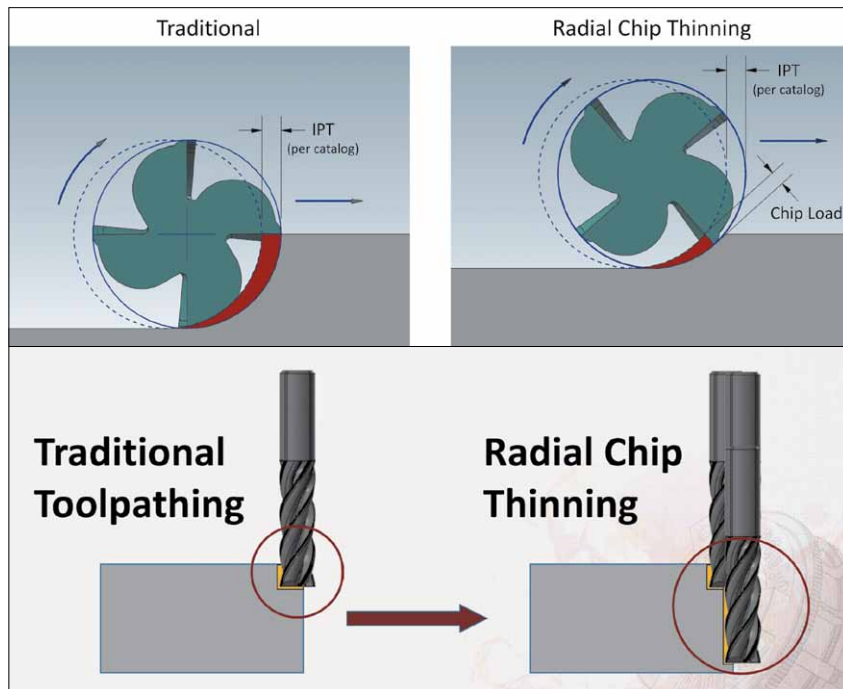 Traditional
IPT
(per catalog)
Radial Chip Thinning
IPT
(per catalog)
Chip Load
Traditional
Toolpathing
Radial Chip
Thinning